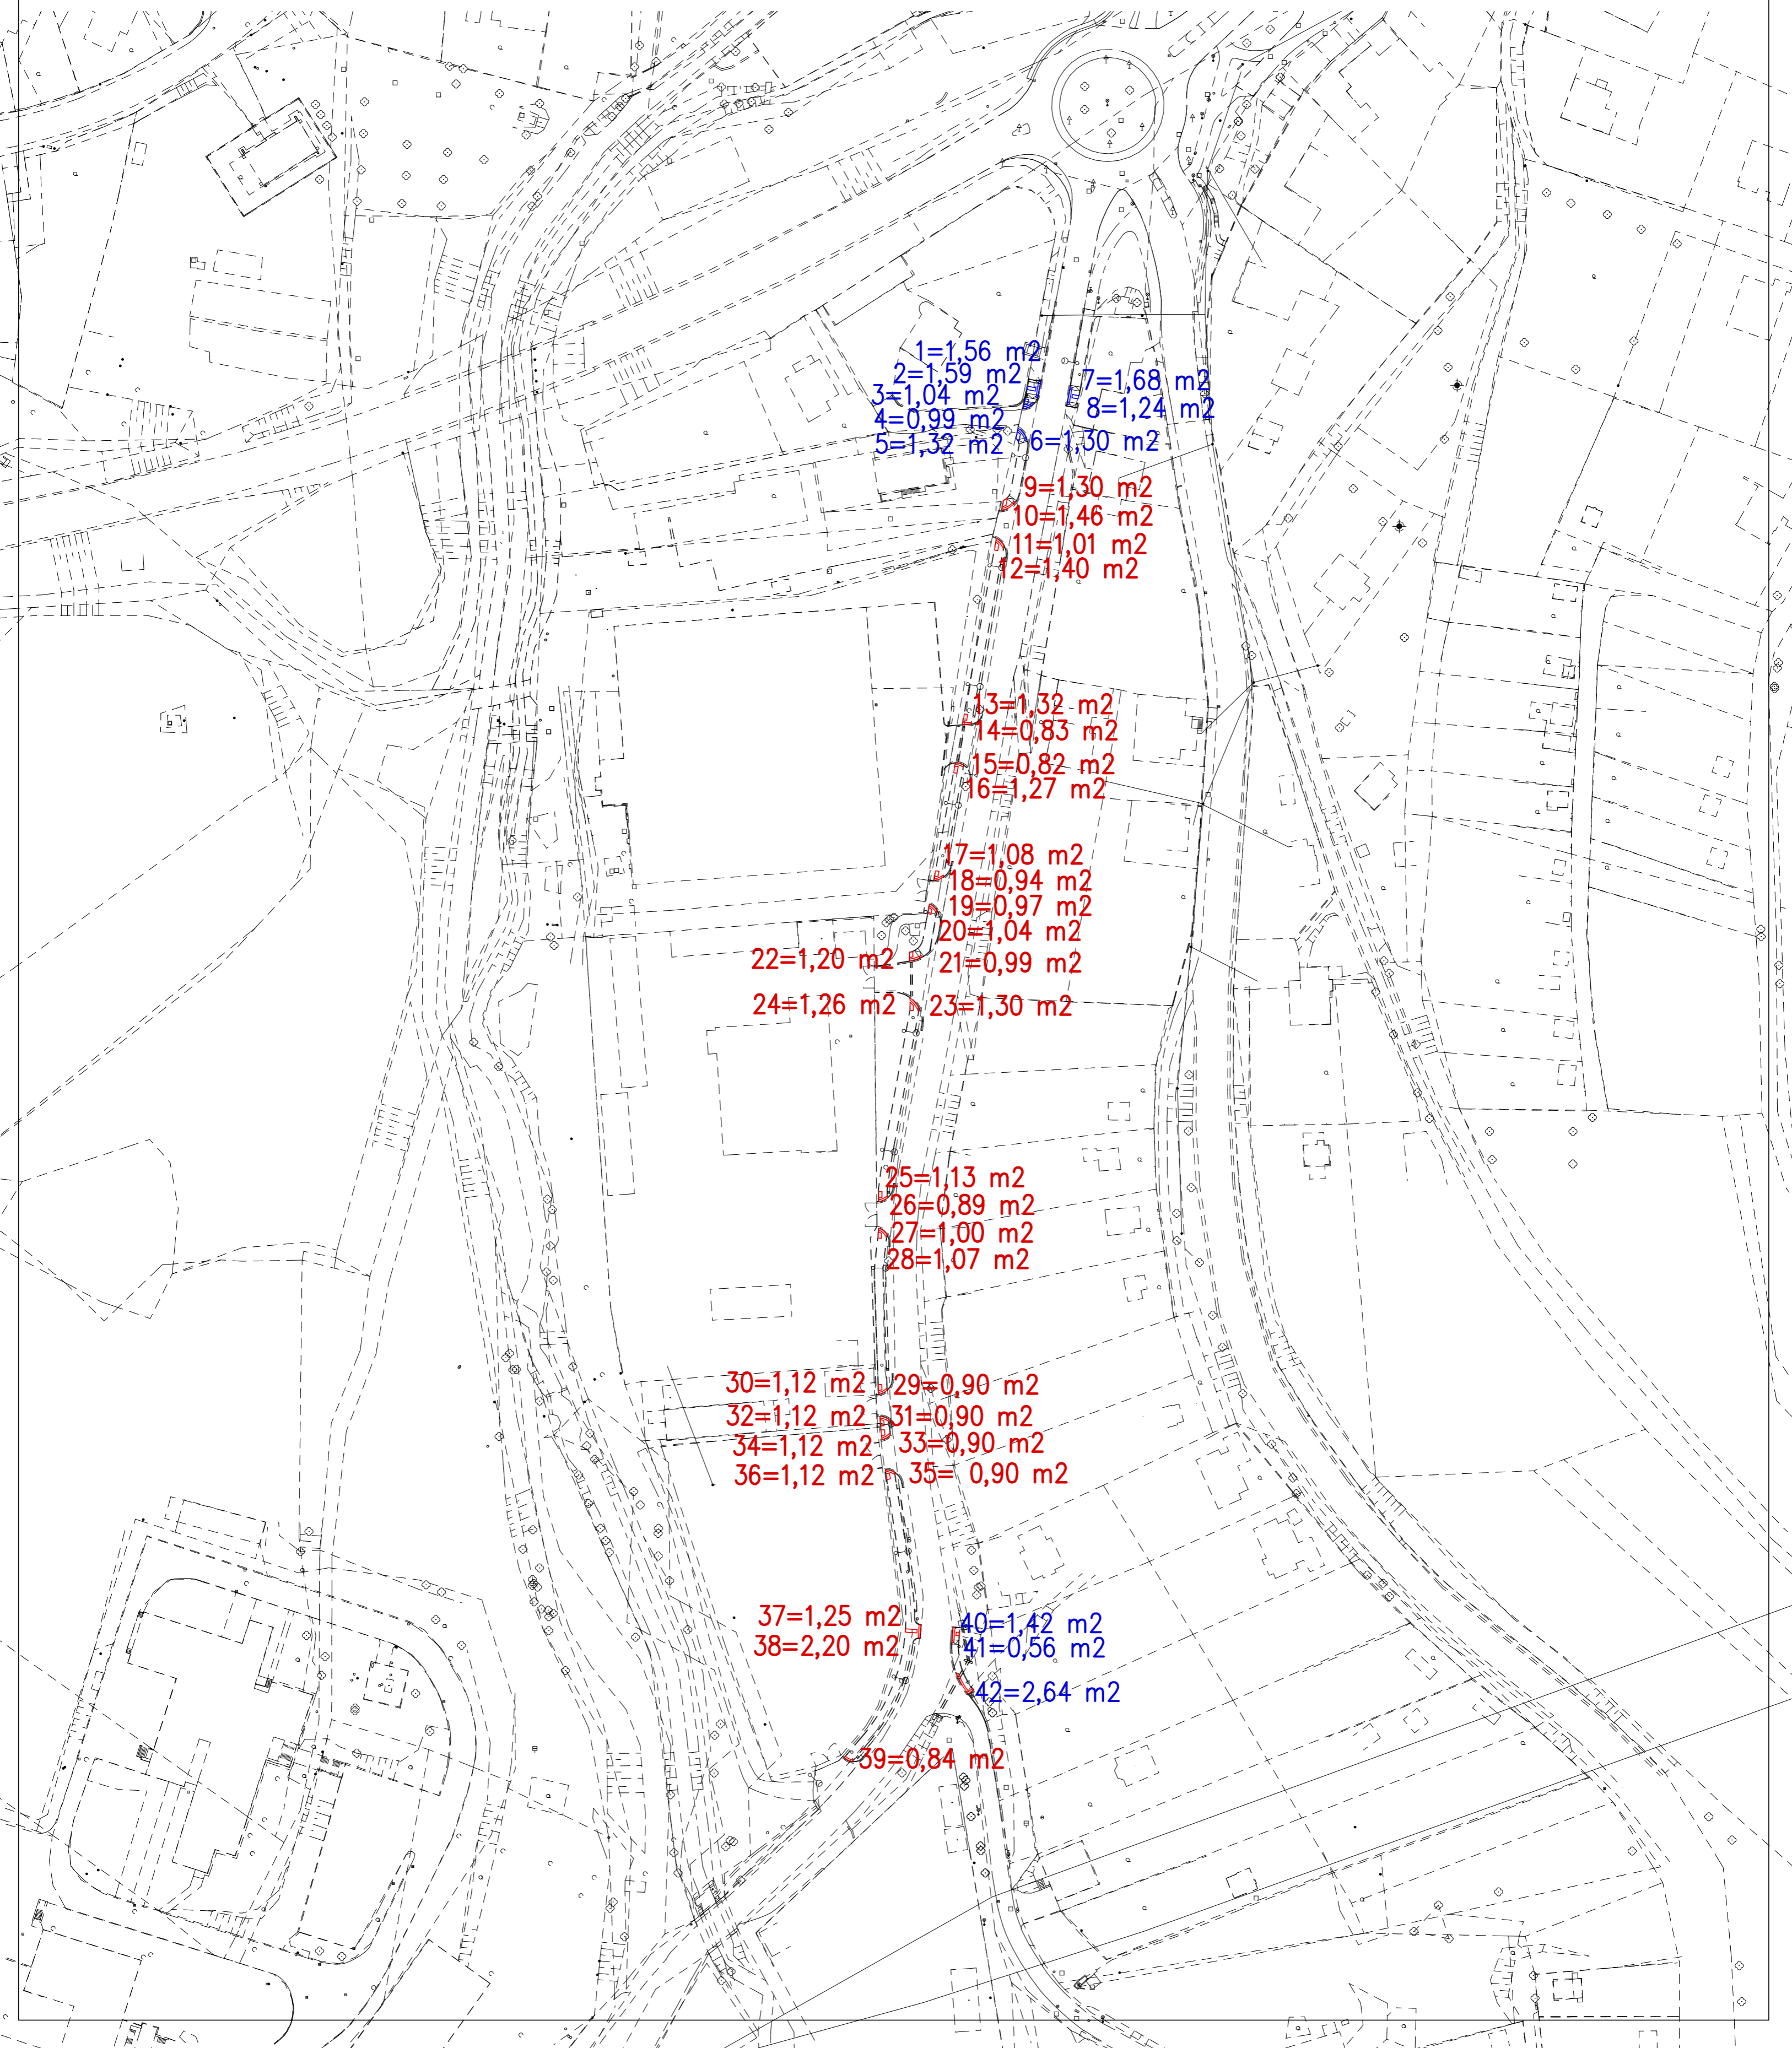 1=1,56 m2
2=1,59 m2
3=1,04 m2
4=0,99 m2
5=1,32 m2
6=1,30 m2
7=1,68 m2
8=1,24 m2
9=1,30 m2
10=1,46 m2
11=1,01 m2
12=1,40 m2
13=1,32 m2
14=0,83 m2
15=0,82 m2
16=1,27 m2
17=1,08 m2
18=0,94 m2
19=0,97 m2
20=1,04 m2
22=1,20 m2
21=0,99 m2
24=1,26 m2
23=1,30 m2
25=1,13 m2
26=0,89 m2
27=1,00 m2
28=1,07 m2
30=1,12 m2
29=0,90 m2
32=1,12 m2
31=0,90 m2
34=1,12 m2
33=0,90 m2
36=1,12 m2
35= 0,90 m2
37=1,25 m2
38=2,20 m2
40=1,42 m2
41=0,56 m2
42=2,64 m2
39=0,84 m2